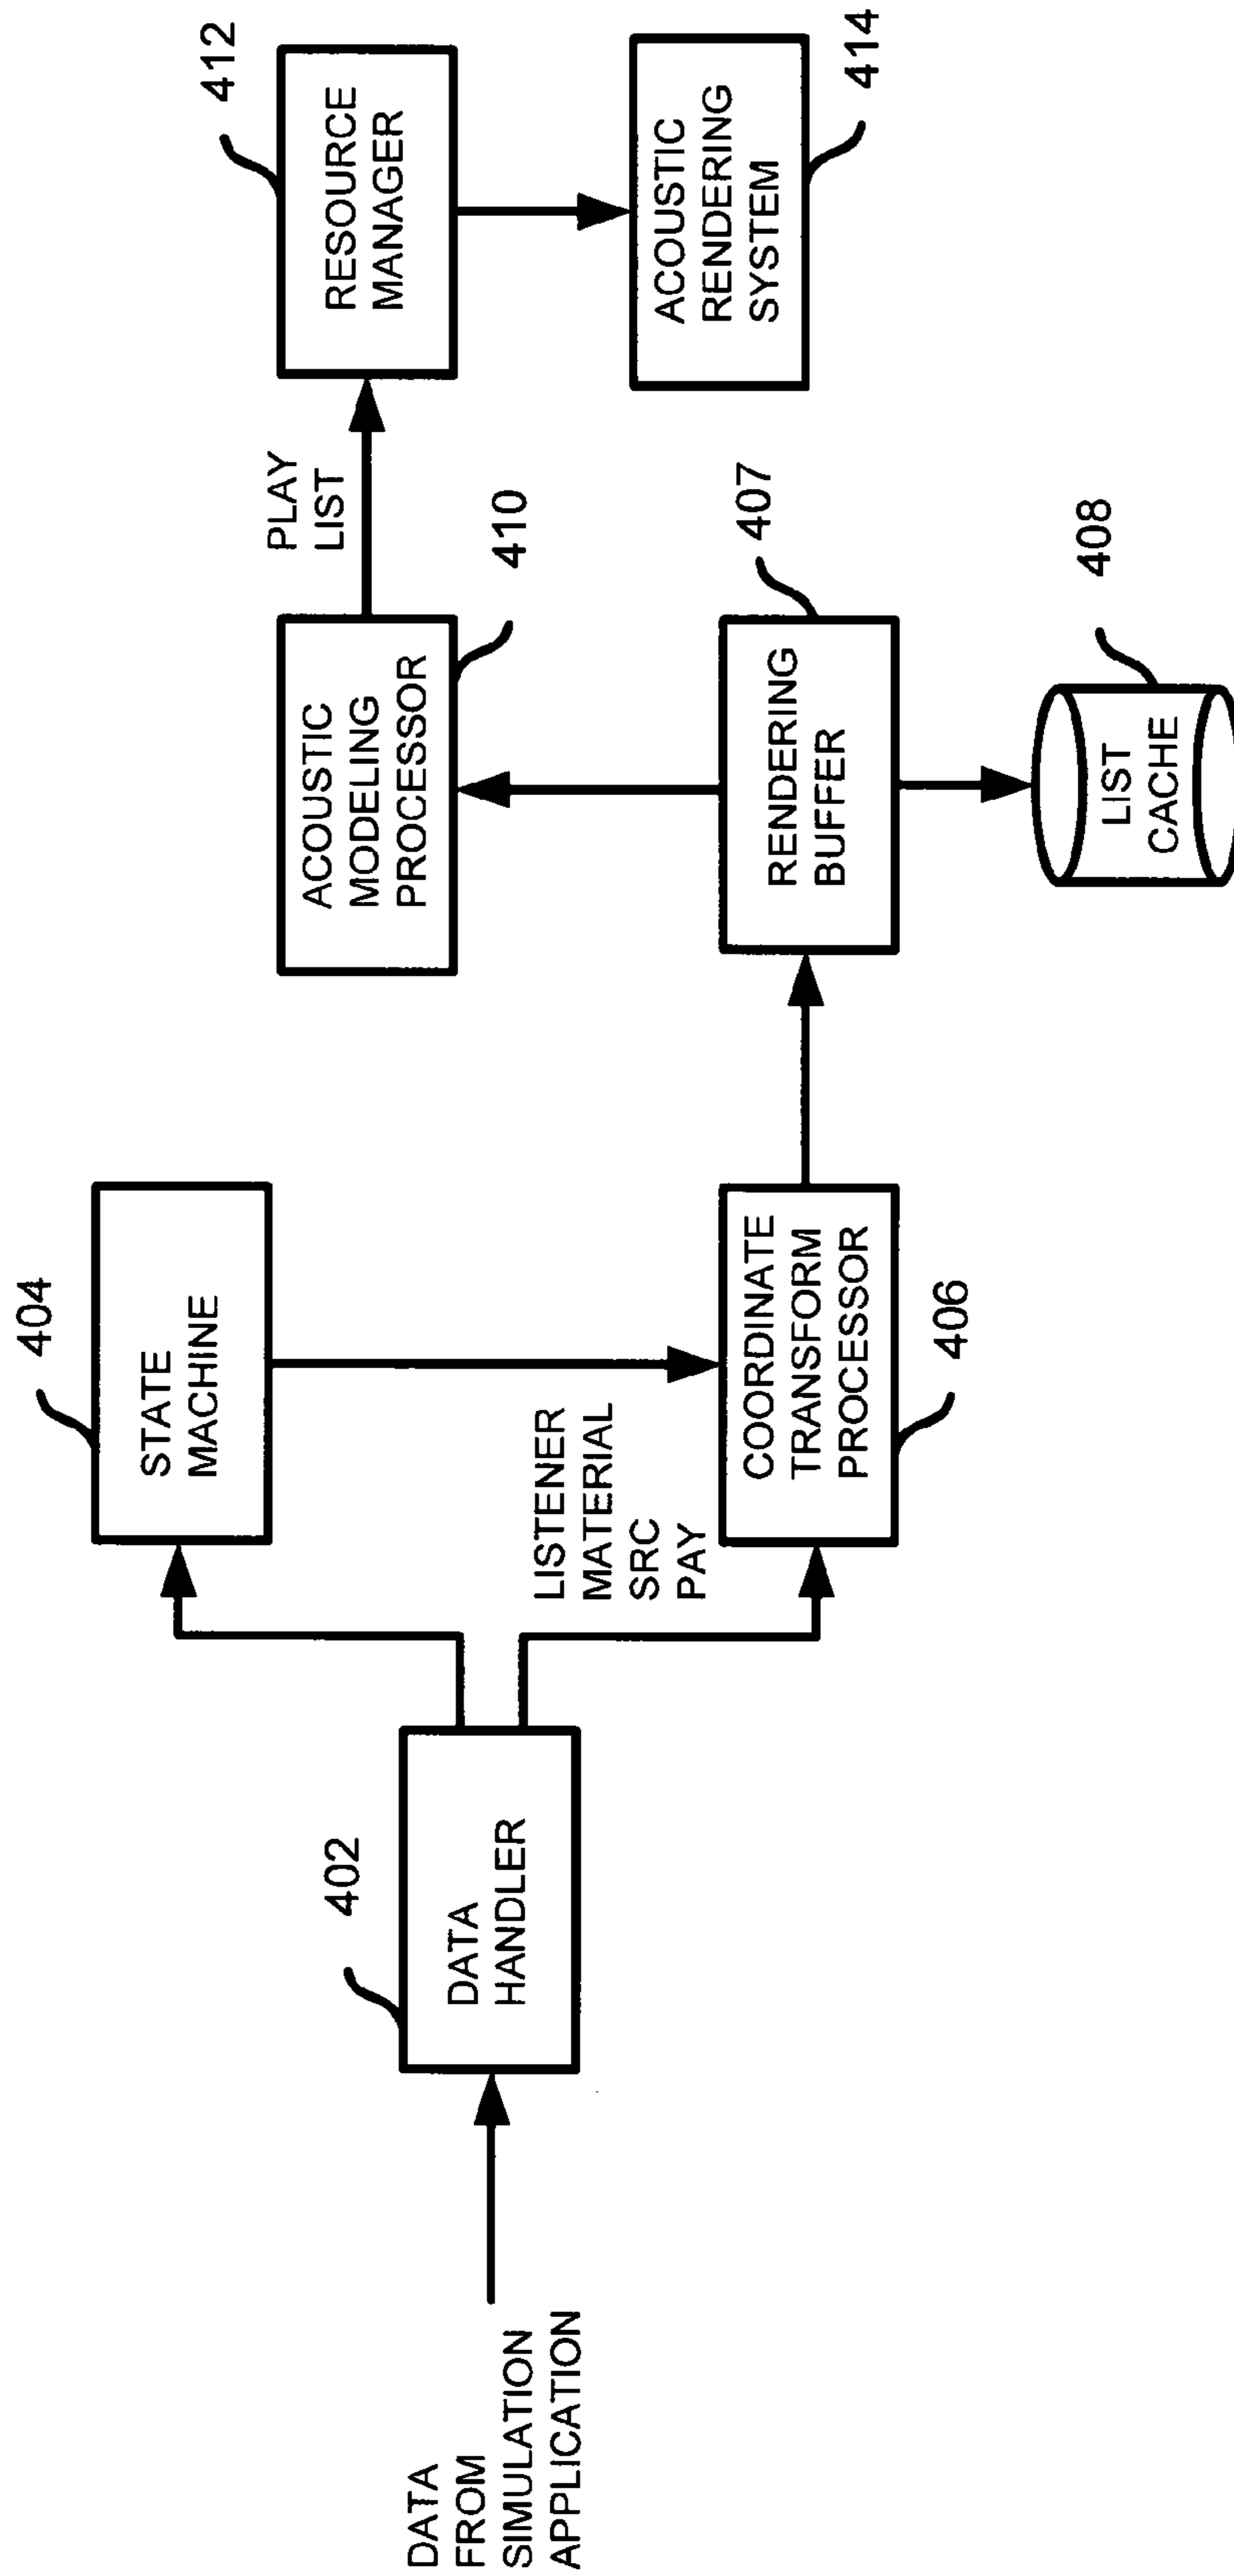 DATA
FROM
SIMULATION
APPLICATION
402
DATA
HANDLER
404
STATE
MACHINE
LISTENER
MATERIAL
SRC
PAY
COORDINATE
TRANSFORM
PROCESSOR
406
ACOUSTIC
MODELING
PROCESSOR
410
PLAY
LIST
RENDERING
BUFFER
407
LIST
CACHE
408
412
RESOURCE
MANAGER
ACOUSTIC
RENDERING
SYSTEM
414